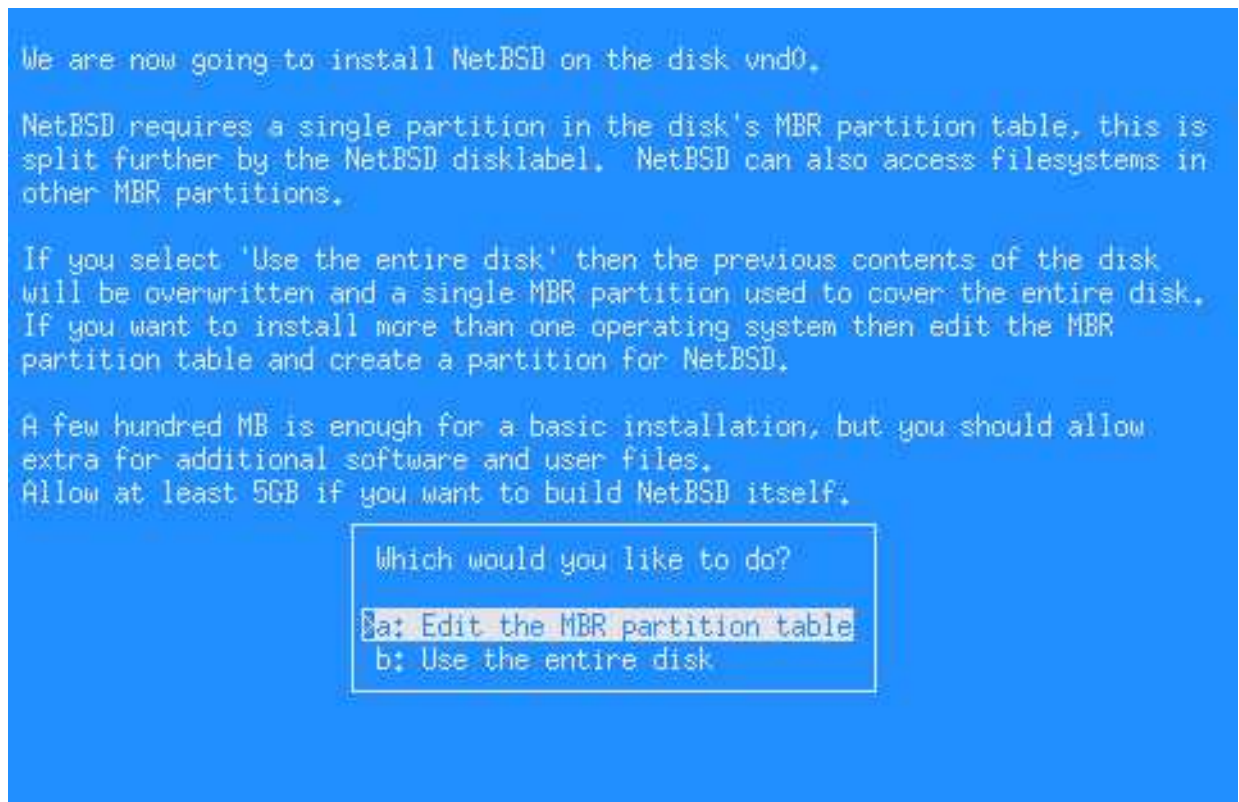 We are now going to install NetBSD on the disk vnd0.
NetBSD requires a single partition in the disk's MBR partition table, this is
split further by the NetBSD disklabel.  NetBSD can also access filesystems in
other MBR partitions.
If you select 'Use the entire disk' then the previous contents of the disk
will be overwritten and a single MBR partition used to cover the entire disk.
If you want to install more than one operating system then edit the MBR
partition table and create a partition for NetBSD.
A few hundred MB is enough for a basic installation, but you should allow
extra for additional software and user files.
Allow at least 5GB if you want to build NetBSD itself.
Which would you like to do?
>a: Edit the MBR partition table
b: Use the entire disk